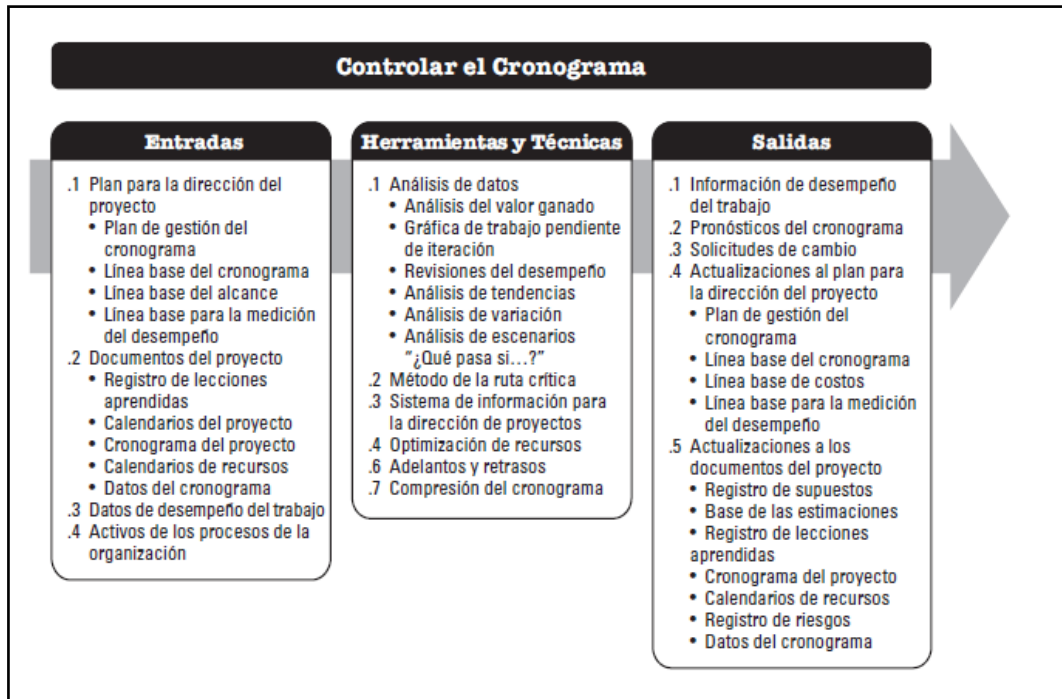 Controlar el Cronograma
Entradas
.1 Plan para la dirección del
proyecto
• Plan de gestión del
cronograma
• Línea base del cronograma
• Línea base del alcance
• Línea base para la medición
del desempeño
.2 Documentos del proyecto
• Registro de lecciones
aprendidas
• Calendarios del proyecto
• Cronograma del proyecto
• Calendarios de recursos
• Datos del cronograma
.3 Datos de desempeño del trabajo
.4 Activos de los procesos de la
organización
Herramientas y Técnicas
.1 Análisis de datos
• Análisis del valor ganado
• Gráfica de trabajo pendiente
de iteración
• Revisiones del desempeño
• Análisis de tendencias
• Análisis de variación
• Análisis de escenarios
"¿Qué pasa si...?"
.2 Método de la ruta crítica
.3 Sistema de información para
la dirección de proyectos
.4 Optimización de recursos
.6 Adelantos y retrasos
.7 Compresión del cronograma
Salidas
.1 Información de desempeño
del trabajo
.2 Pronósticos del cronograma
.3 Solicitudes de cambio
.4 Actualizaciones al plan para
la dirección del proyecto
• Plan de gestión del
cronograma
• Línea base del cronograma
• Línea base de costos
• Línea base para la medición
del desempeño
.5 Actualizaciones a los
documentos del proyecto
• Registro de supuestos
• Base de las estimaciones
• Registro de lecciones
aprendidas
• Cronograma del proyecto
• Calendarios de recursos
• Registro de riesgos
• Datos del cronograma